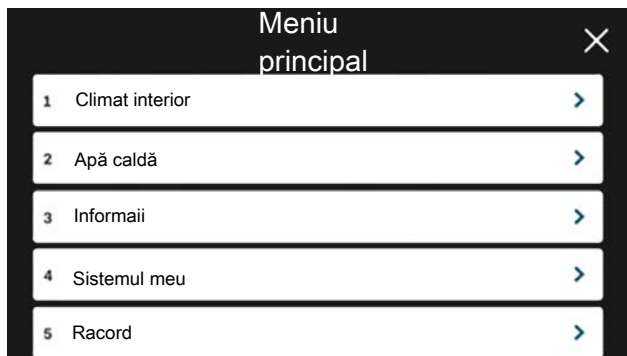 Meniu
principal
1 Climat interior
2 Apă caldă
3 Informaii
4 Sistemul meu
5 Racord